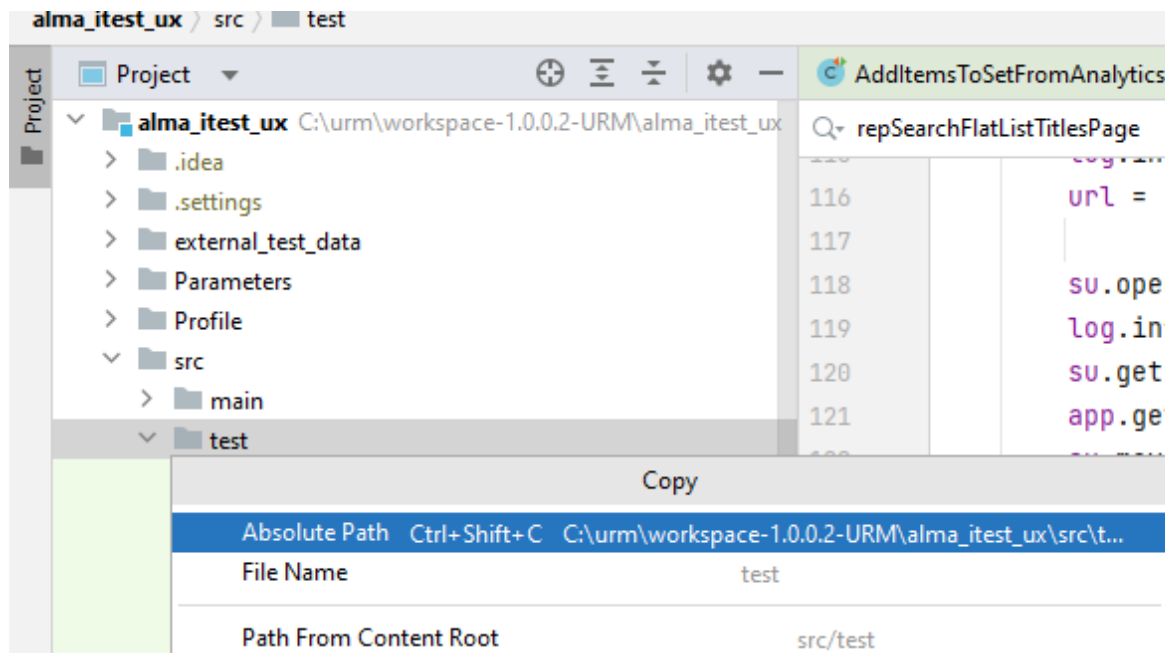 alma_itest_ux > src > test
Project
Project
AddItemsToSetFromAnalytics
alma_itest_ux C:\urm\workspace-1.0.0.2-URM\alma_itest_ux
repSearchFlatListTitlesPage
.idea
116 url =
.settings
external_test_data
117
Parameters
118 su.ope
Profile
119 log.in
src
120 su.get
main
121 app.ge
test
Copy
Absolute Path Ctrl+Shift+C C:\urm\workspace-1.0.0.2-URM\alma_itest_ux\src\t...
File Name test
Path From Content Root src/test